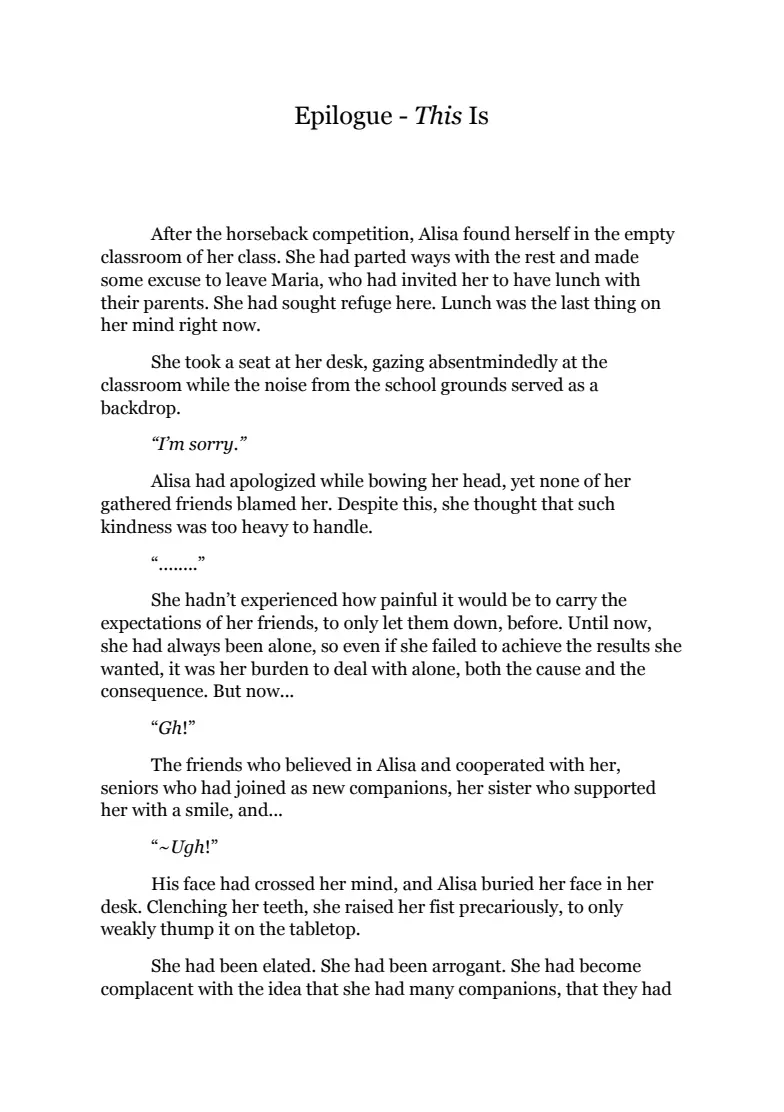 Epilogue - This Is
After the horseback competition, Alisa found herself in the empty
classroom of her class. She had parted ways with the rest and made
some excuse to leave Maria, who had invited her to have lunch with
their parents. She had sought refuge here. Lunch was the last thing on
her mind right now.
She took a seat at her desk, gazing absentmindedly at the
classroom while the noise from the school grounds served as a
backdrop.
“I’m sorry.”
Alisa had apologized while bowing her head, yet none of her
gathered friends blamed her. Despite this, she thought that such
kindness was too heavy to handle.
“........”
She hadn’t experienced how painful it would be to carry the
expectations of her friends, to only let them down, before. Until now,
she had always been alone, so even if she failed to achieve the results she
wanted, it was her burden to deal with alone, both the cause and the
consequence. But now...
“Gh!”
The friends who believed in Alisa and cooperated with her,
seniors who had joined as new companions, her sister who supported
her with a smile, and...
“~Ugh!”
His face had crossed her mind, and Alisa buried her face in her
desk. Clenching her teeth, she raised her fist precariously, to only
weakly thump it on the tabletop.
She had been elated. She had been arrogant. She had become
complacent with the idea that she had many companions, that they had